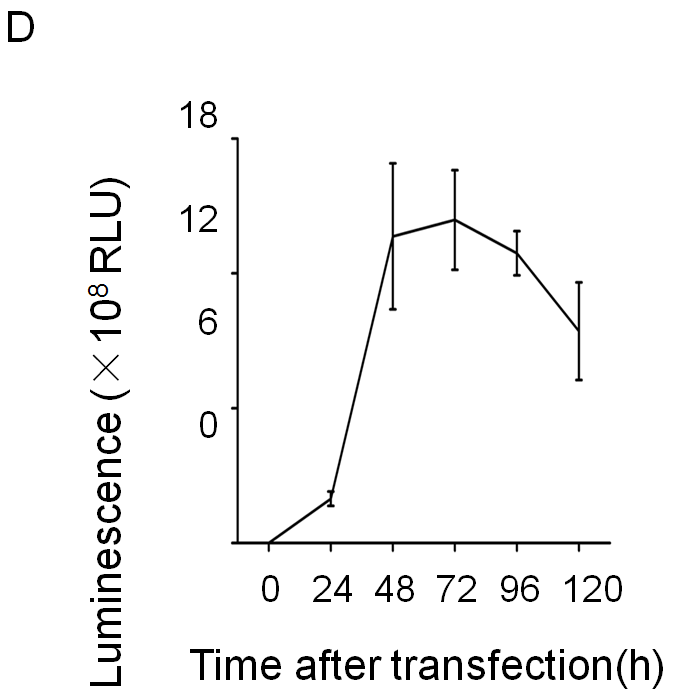 D
18
12
6
0
Luminescence (×10⁸ RLU)
0 24 48 72 96 120
Time after transfection(h)